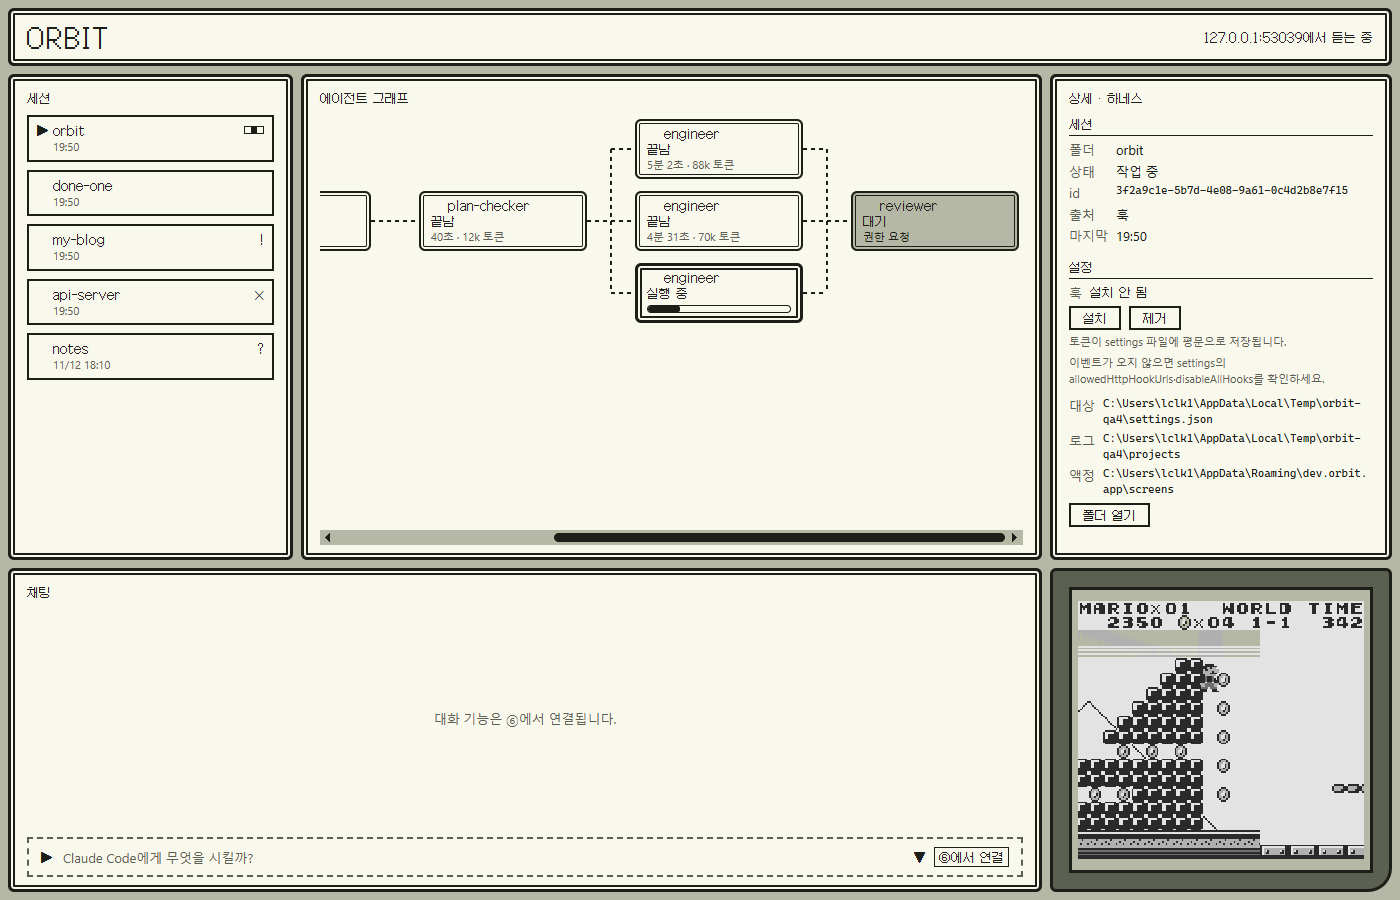 ORBIT
127.0.0.1:53039에서 듣는 중
세션
▶ orbit
19:50
done-one
19:50
my-blog !
19:50
api-server ×
19:50
notes ?
11/12 18:10
에이전트 그래프
plan-checker
끝남
40초 · 12k 토큰
engineer
끝남
5분 2초 · 88k 토큰
engineer
끝남
4분 31초 · 70k 토큰
engineer
실행 중
reviewer
대기
권한 요청
상세 · 하네스
세션
폴더 orbit
상태 작업 중
id 3f2a9c1e-5b7d-4e08-9a61-0c4d2b8e7f15
출처 훅
마지막 19:50
설정
훅 설치 안 됨
설치 제거
토큰이 settings 파일에 평문으로 저장됩니다.
이벤트가 오지 않으면 settings의
allowedHttpHookUrls·disableAllHooks를 확인하세요.
대상 C:\Users\lclk1\AppData\Local\Temp\orbit-
qa4\settings.json
로그 C:\Users\lclk1\AppData\Local\Temp\orbit-
qa4\projects
액정 C:\Users\lclk1\AppData\Roaming\dev.orbit.
app\screens
폴더 열기
채팅
대화 기능은 ⑥에서 연결됩니다.
▶ Claude Code에게 무엇을 시킬까? ▼ ⑥에서 연결
MARIO×01 WORLD TIME
2350 ×04 1-1 342